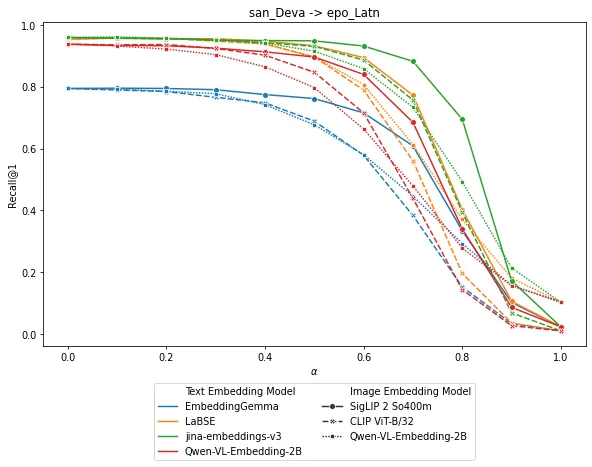 san_Deva -> epo_Latn
Recall@1
1.0
0.8
0.6
0.4
0.2
0.0
0.0 0.2 0.4 0.6 0.8 1.0
α
Text Embedding Model
EmbeddingGemma
LaBSE
jina-embeddings-v3
Qwen-VL-Embedding-2B
Image Embedding Model
SigLIP 2 So400m
CLIP ViT-B/32
Qwen-VL-Embedding-2B